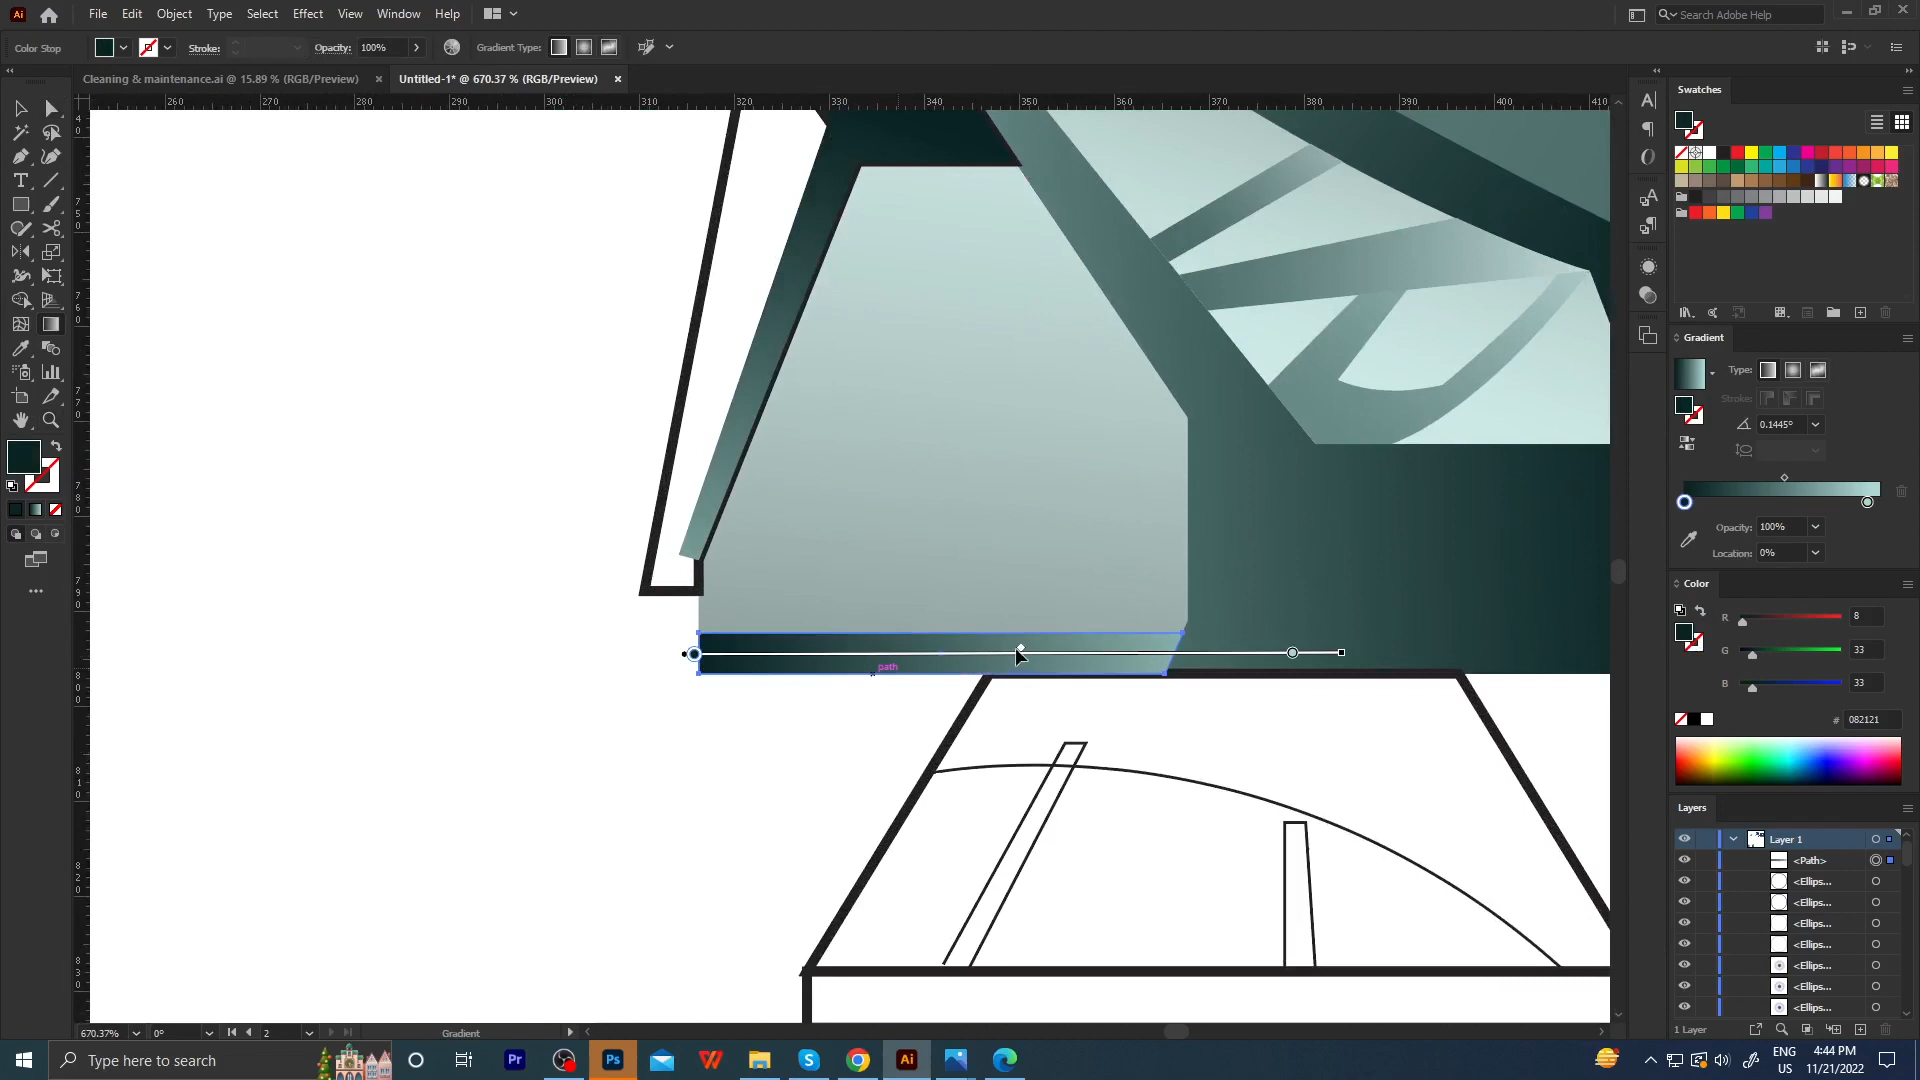 Ai File Edit Object Type Select Effect View Window Help Search Adobe Help
Color Stop Stroke: Opacity: 100% Gradient Type:
Cleaning & maintenance.ai @ 15.89 % (RGB/Preview) × Untitled-1* @ 670.37 % (RGB/Preview) ×
260 270 280 290 300 310 320 330 340 350 360 370 380 390 400 410
Swatches
Gradient
Type:
Stroke:
0.1445°
Opacity: 100%
Location: 0%
Color
R 8
G 33
B 33
# 082121
path
Layers
Layer 1
<Path>
<Ellips...
<Ellips...
<Ellips...
<Ellips...
<Ellips...
<Ellips...
<Ellips...
1 Layer
670.37% 0° 2 Gradient
Type here to search Pr Ps Ai ENG 4:44 PM
US 11/21/2022